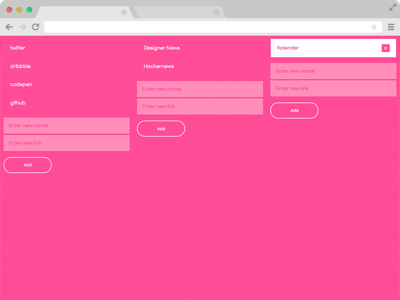 twitter
dribbble
codepen
github
Enter new name
Enter new link
Add
Designer News
Hackernews
Enter new name
Enter new link
Add
Kalender
x
Enter new name
Enter new link
Add